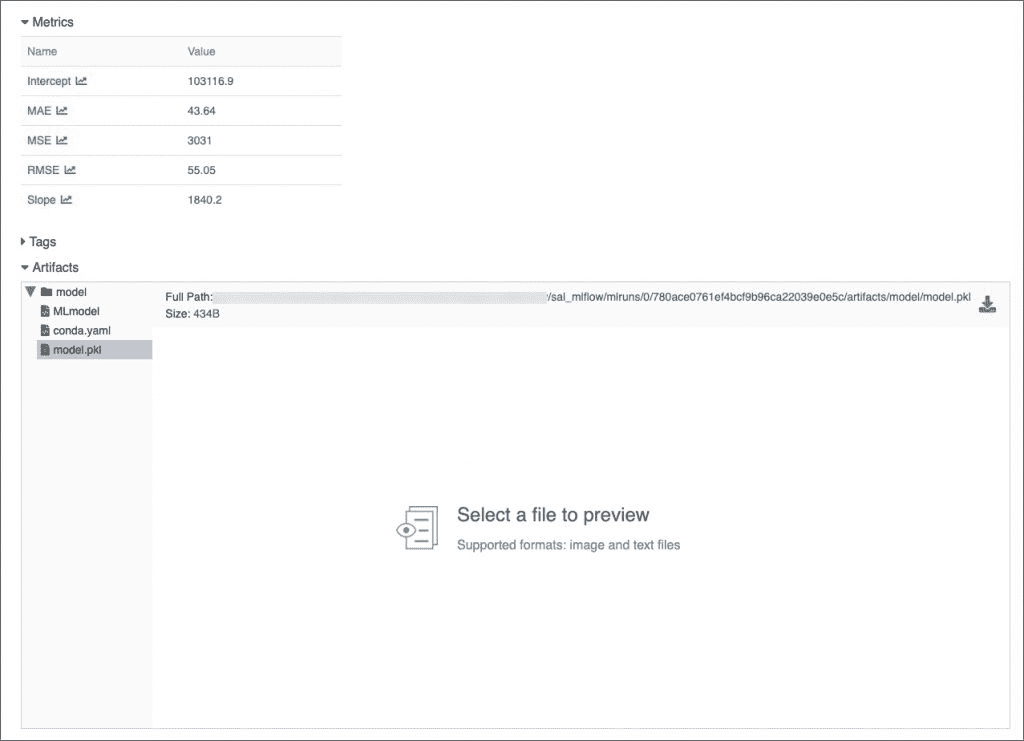 Metrics
Name Value
Intercept 103116.9
MAE 43.64
MSE 3031
RMSE 55.05
Slope 1840.2
Tags
Artifacts
model
MLmodel
conda.yaml
model.pkl
Full Path: /sal_mlflow/mlruns/0/780ace0761ef4bcf9b96ca22039e0e5c/artifacts/model/model.pkl
Size: 434B
Select a file to preview
Supported formats: image and text files